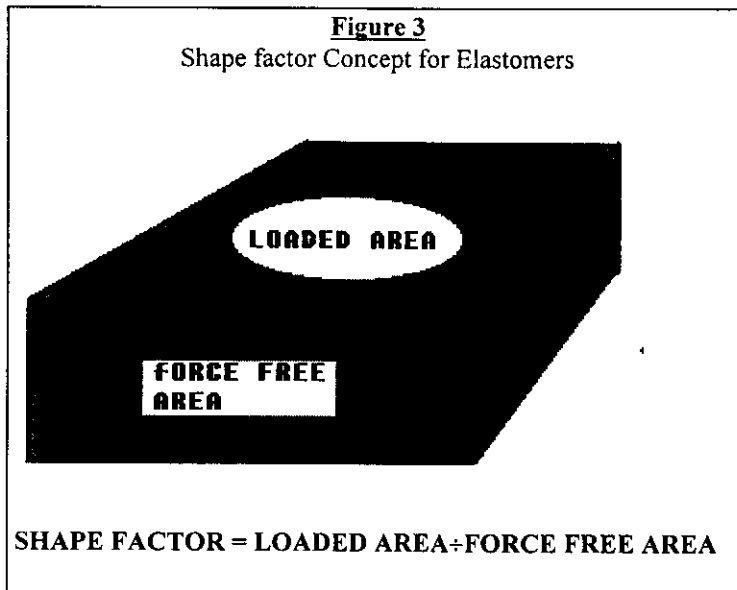 Figure 3
Shape factor Concept for Elastomers
LOADED AREA
FORCE FREE
AREA
SHAPE FACTOR = LOADED AREA÷FORCE FREE AREA